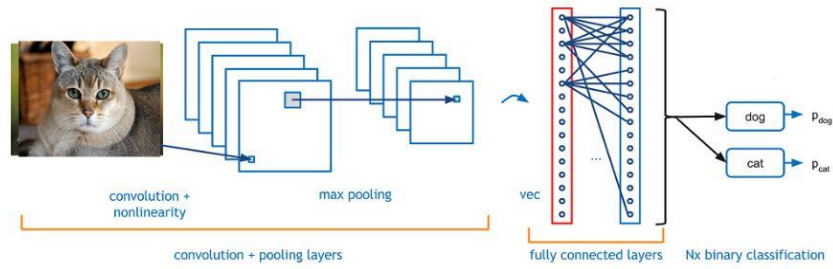 convolution +
nonlinearity
max pooling
vec
...
dog
p_dog
cat
p_cat
convolution + pooling layers
fully connected layers
Nx binary classification